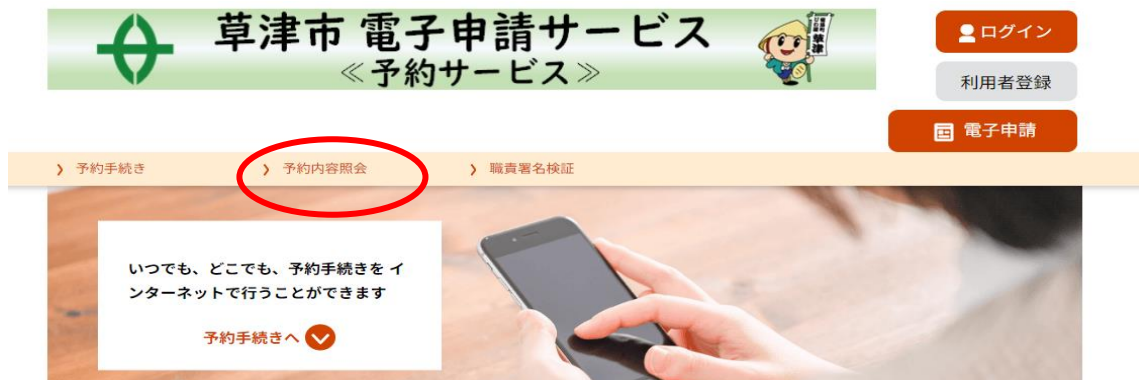 草津市 電子申請サービス
≪予約サービス≫
ログイン
利用者登録
電子申請
予約手続き
予約内容照会
職責署名検証
いつでも、どこでも、予約手続きを イ
ンターネットで行うことができます
予約手続きへ